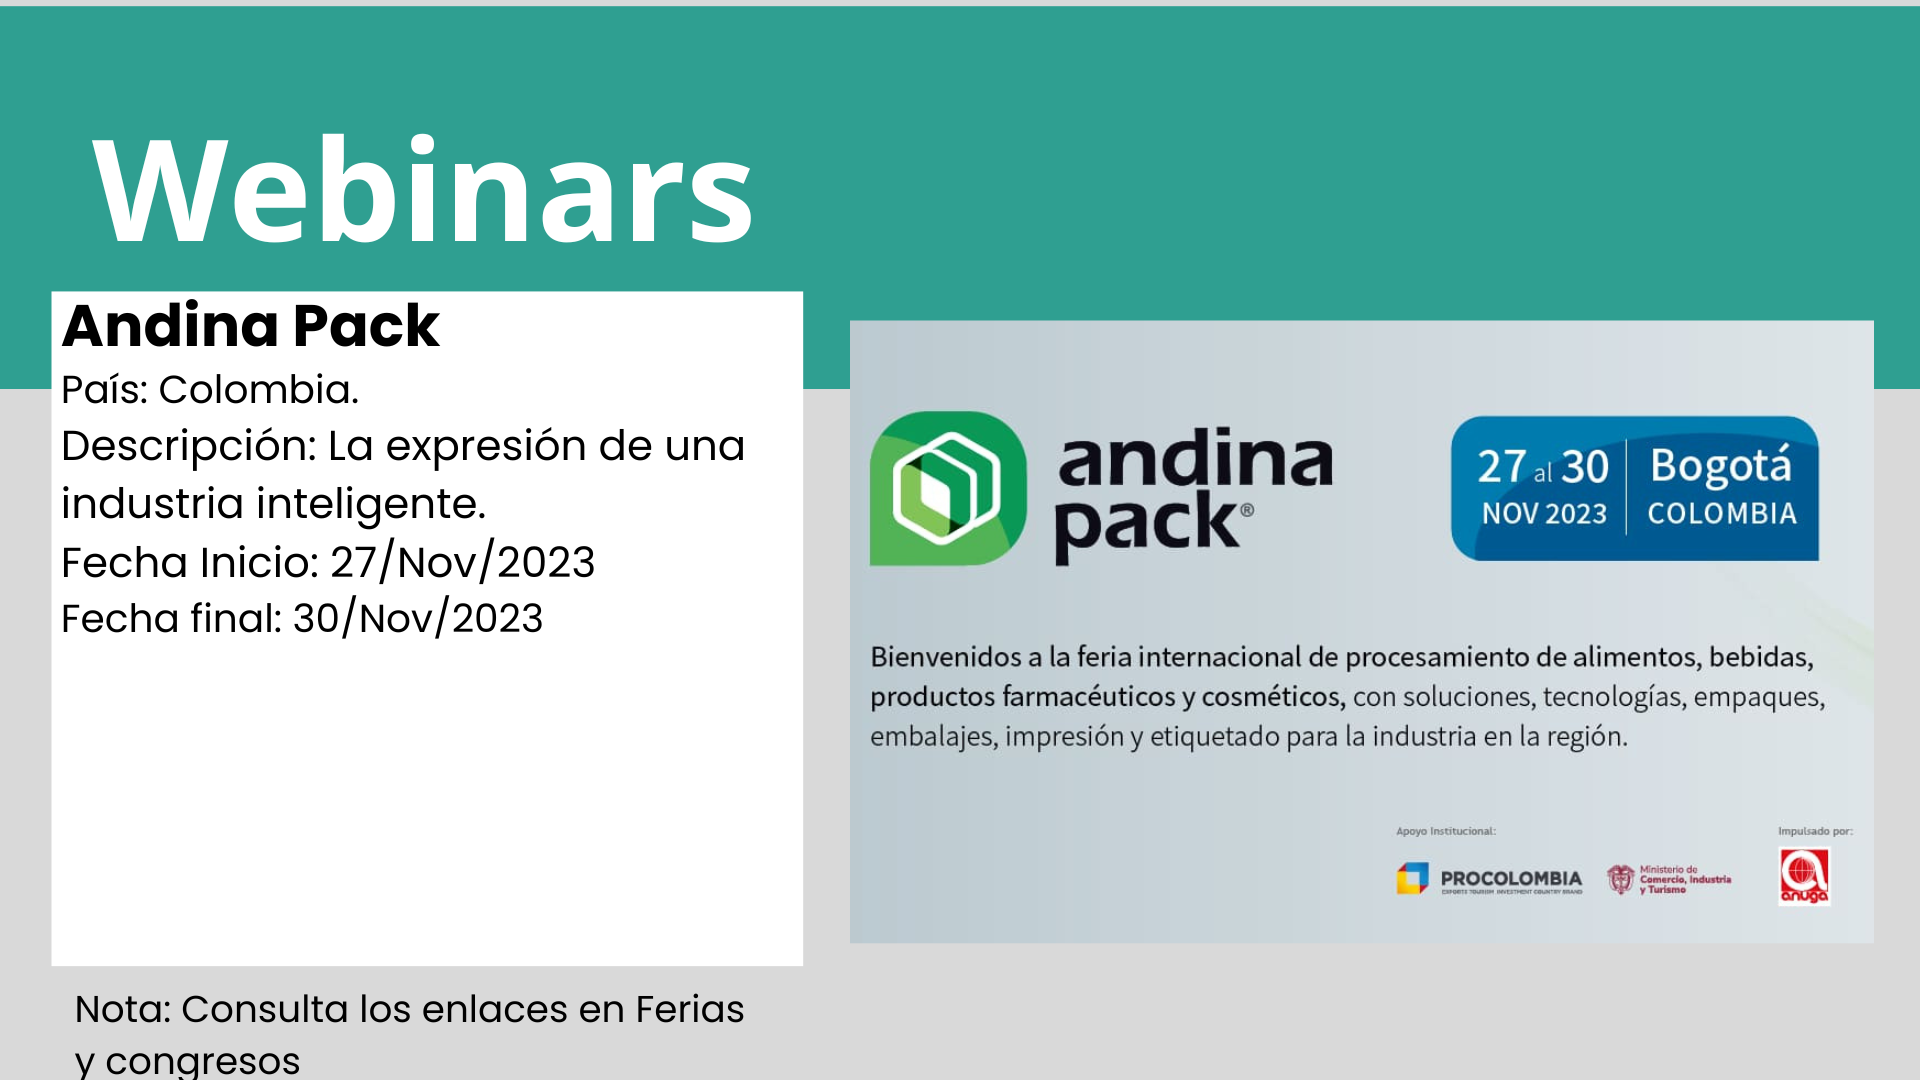 Webinars
Andina Pack
País: Colombia.
Descripción: La expresión de una
industria inteligente.
Fecha Inicio: 27/Nov/2023
Fecha final: 30/Nov/2023
Nota: Consulta los enlaces en Ferias
y congresos
andina
pack®
27 al 30
NOV 2023
Bogotá
COLOMBIA
Bienvenidos a la feria internacional de procesamiento de alimentos, bebidas,
productos farmacéuticos y cosméticos, con soluciones, tecnologías, empaques,
embalajes, impresión y etiquetado para la industria en la región.
Apoyo Institucional:
PROCOLOMBIA
EXPORTS TOURISM INVESTMENT COUNTRY BRAND
Ministerio de
Comercio, Industria
y Turismo
Impulsado por:
anuga